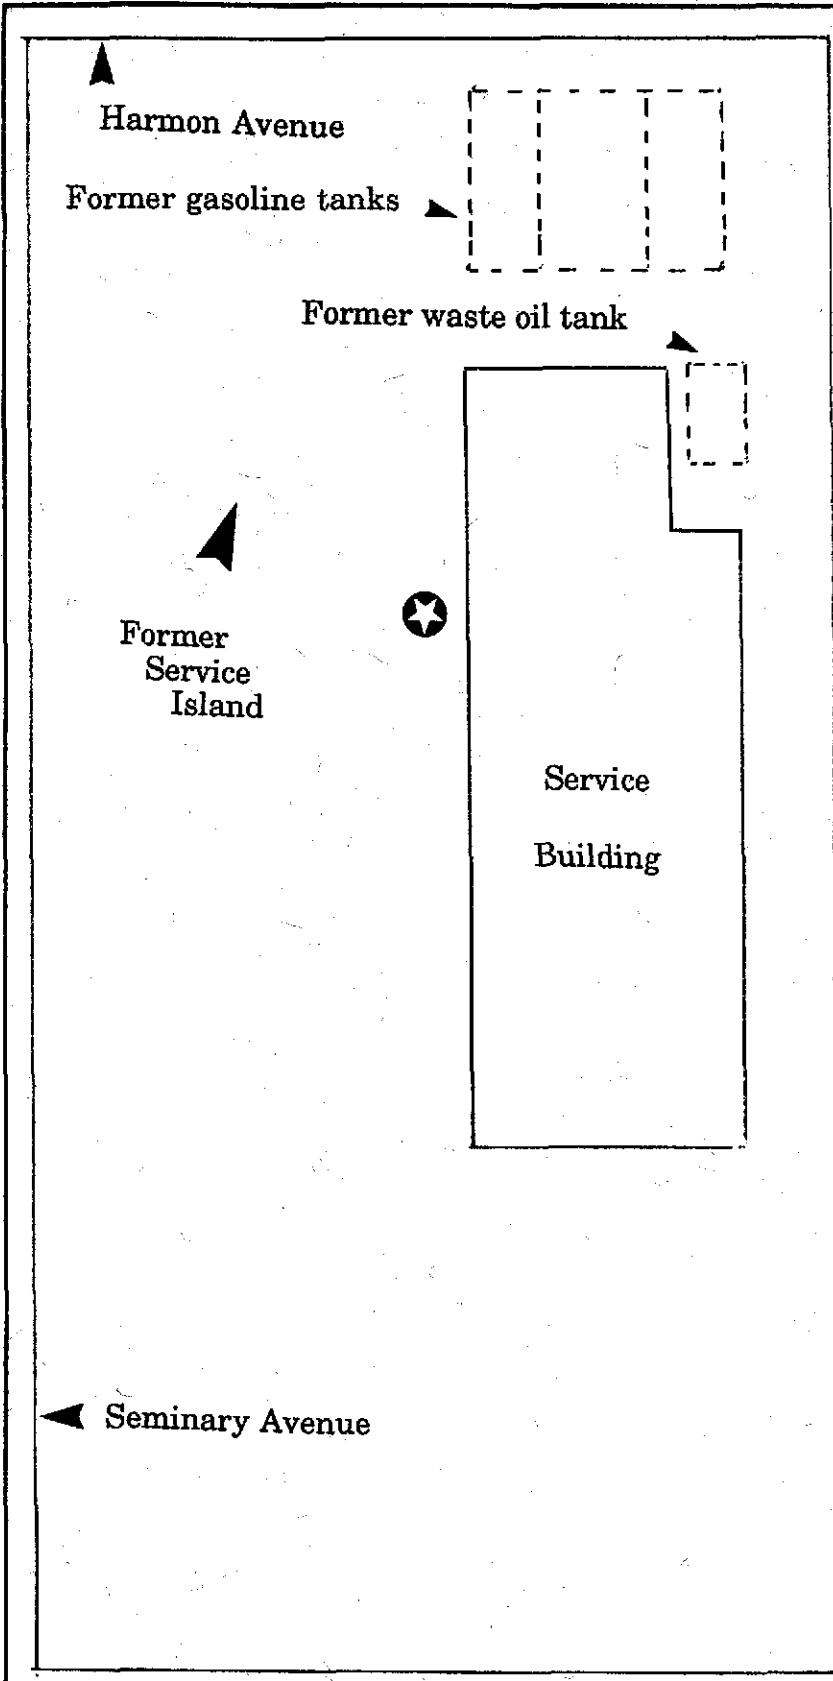 Harmon Avenue
Former gasoline tanks
Former waste oil tank
Former
Service
Island
Service
Building
Seminary Avenue